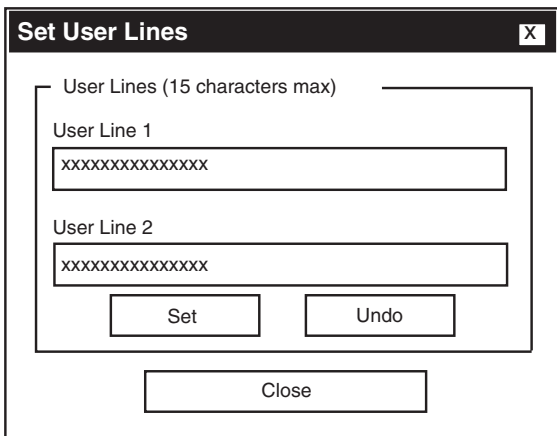 Set User Lines X
User Lines (15 characters max)
User Line 1
xxxxxxxxxxxxxxx
User Line 2
xxxxxxxxxxxxxxx
Set Undo
Close